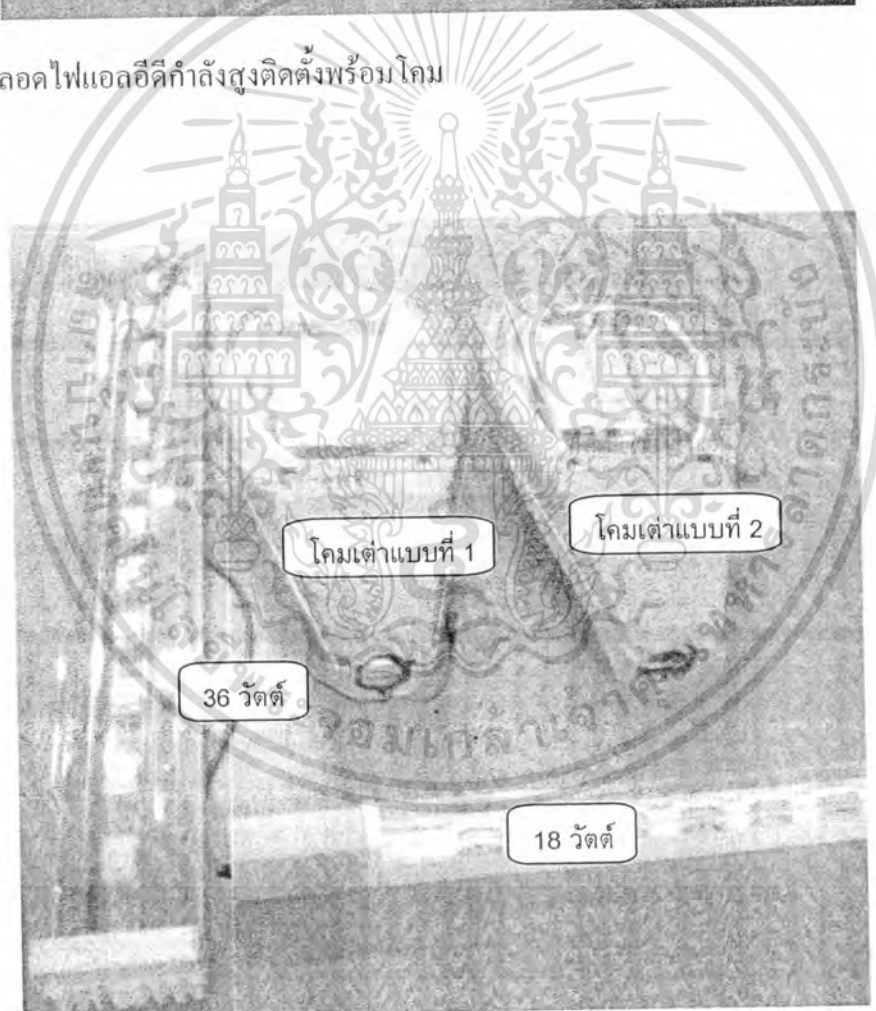 ลอดไฟแอลอีดีกำลังสูงติดตั้งพร้อมโคม
โคมเต่าแบบที่ 1
โคมเต่าแบบที่ 2
36 วัตต์
18 วัตต์